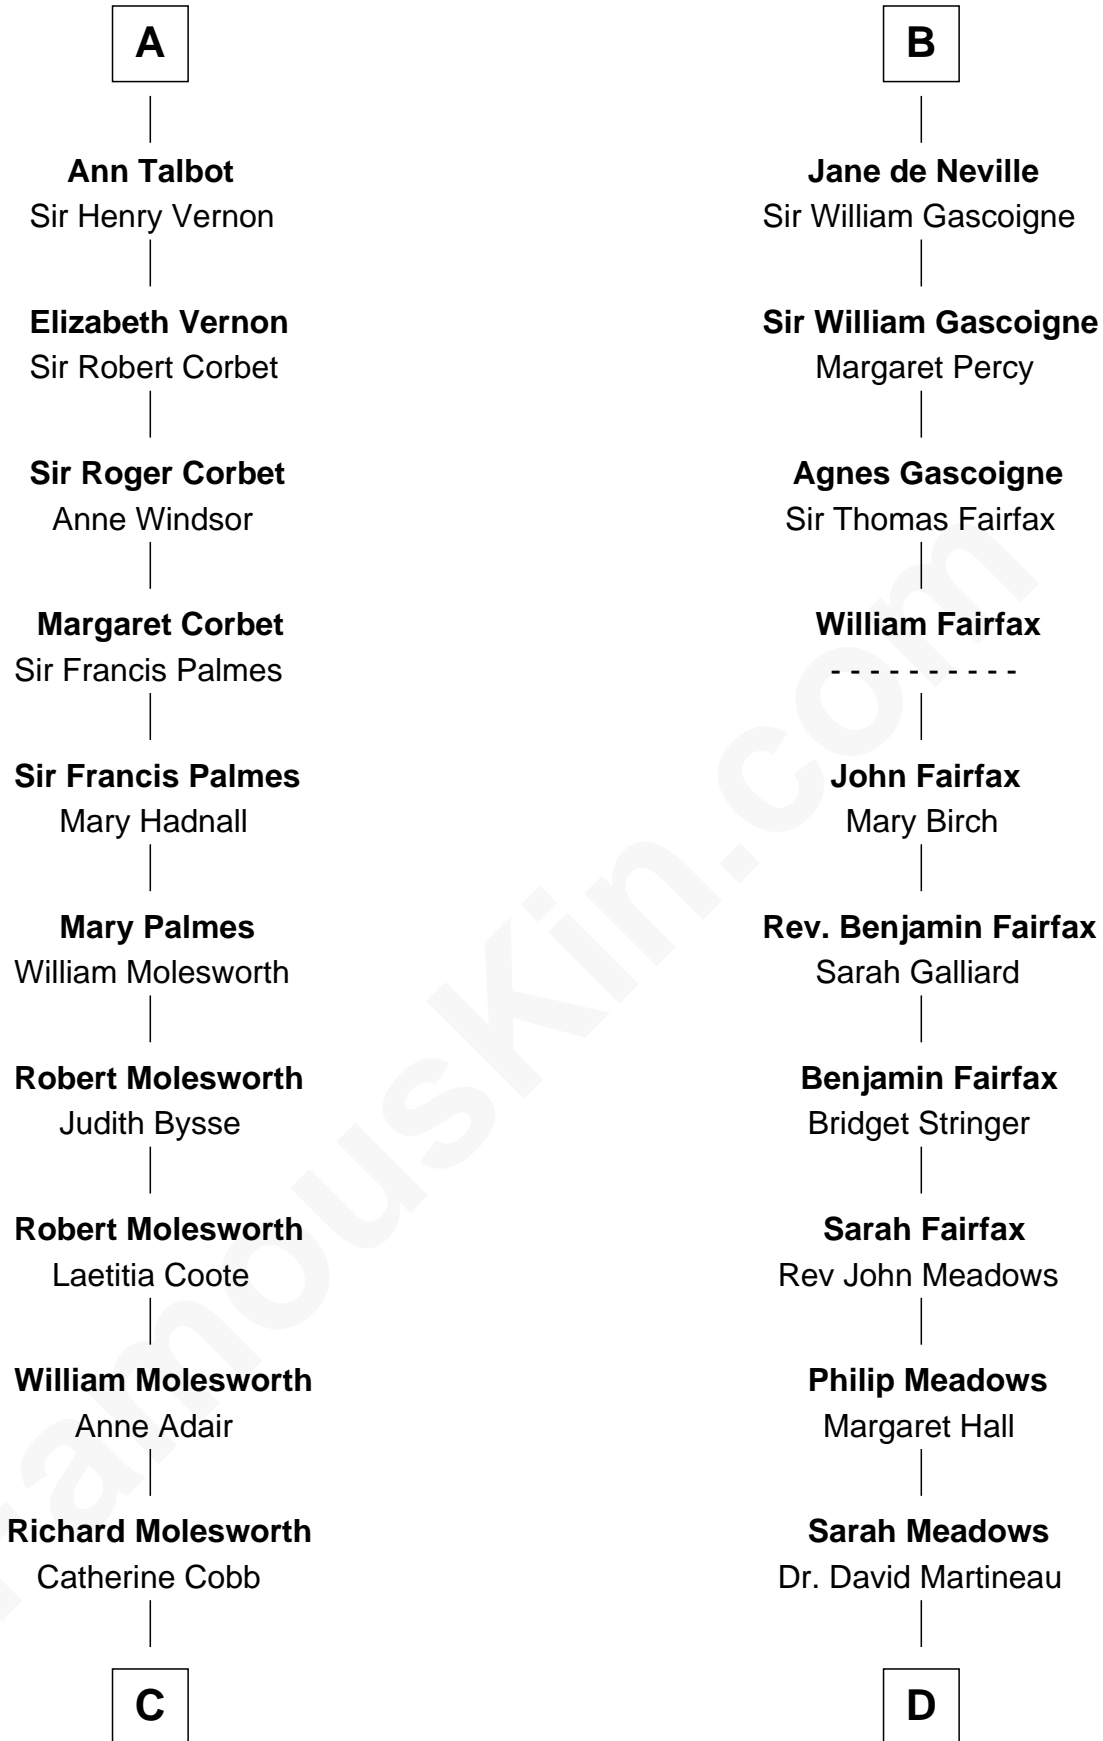 A
Ann Talbot
Sir Henry Vernon
Elizabeth Vernon
Sir Robert Corbet
Sir Roger Corbet
Anne Windsor
Margaret Corbet
Sir Francis Palmes
Sir Francis Palmes
Mary Hadnall
Mary Palmes
William Molesworth
Robert Molesworth
Judith Bysse
Robert Molesworth
Laetitia Coote
William Molesworth
Anne Adair
Richard Molesworth
Catherine Cobb
C
B
Jane de Neville
Sir William Gascoigne
Sir William Gascoigne
Margaret Percy
Agnes Gascoigne
Sir Thomas Fairfax
William Fairfax
- - - - - - - - - -
John Fairfax
Mary Birch
Rev. Benjamin Fairfax
Sarah Galliard
Benjamin Fairfax
Bridget Stringer
Sarah Fairfax
Rev John Meadows
Philip Meadows
Margaret Hall
Sarah Meadows
Dr. David Martineau
D
FamousKin.com